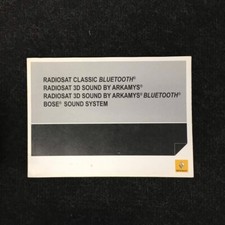 RADIOSAT CLASSIC BLUETOOTH®
RADIOSAT 3D SOUND BY ARKAMYS®
RADIOSAT 3D SOUND BY ARKAMYS® BLUETOOTH®
BOSE® SOUND SYSTEM